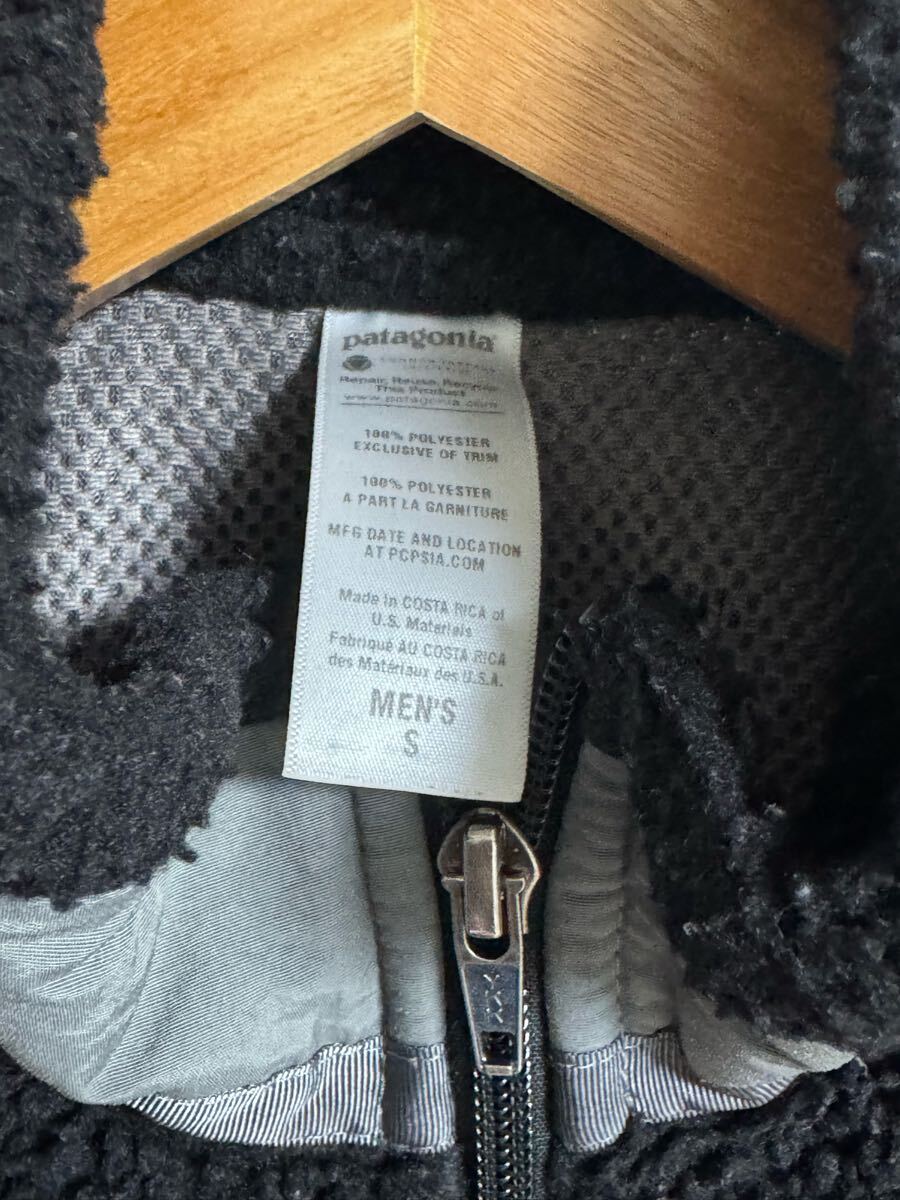 patagonia
Repair, Reuse, Recycle
This Product
www.patagonia.com
100% POLYESTER
EXCLUSIVE OF TRIM
100% POLYESTER
A PART LA GARNITURE
MFG DATE AND LOCATION
AT PCPSIA.COM
Made in COSTA RICA of
U.S. Materials
Fabriqué AU COSTA RICA
des Matériaux des U.S.A.
MEN'S
S
YKK